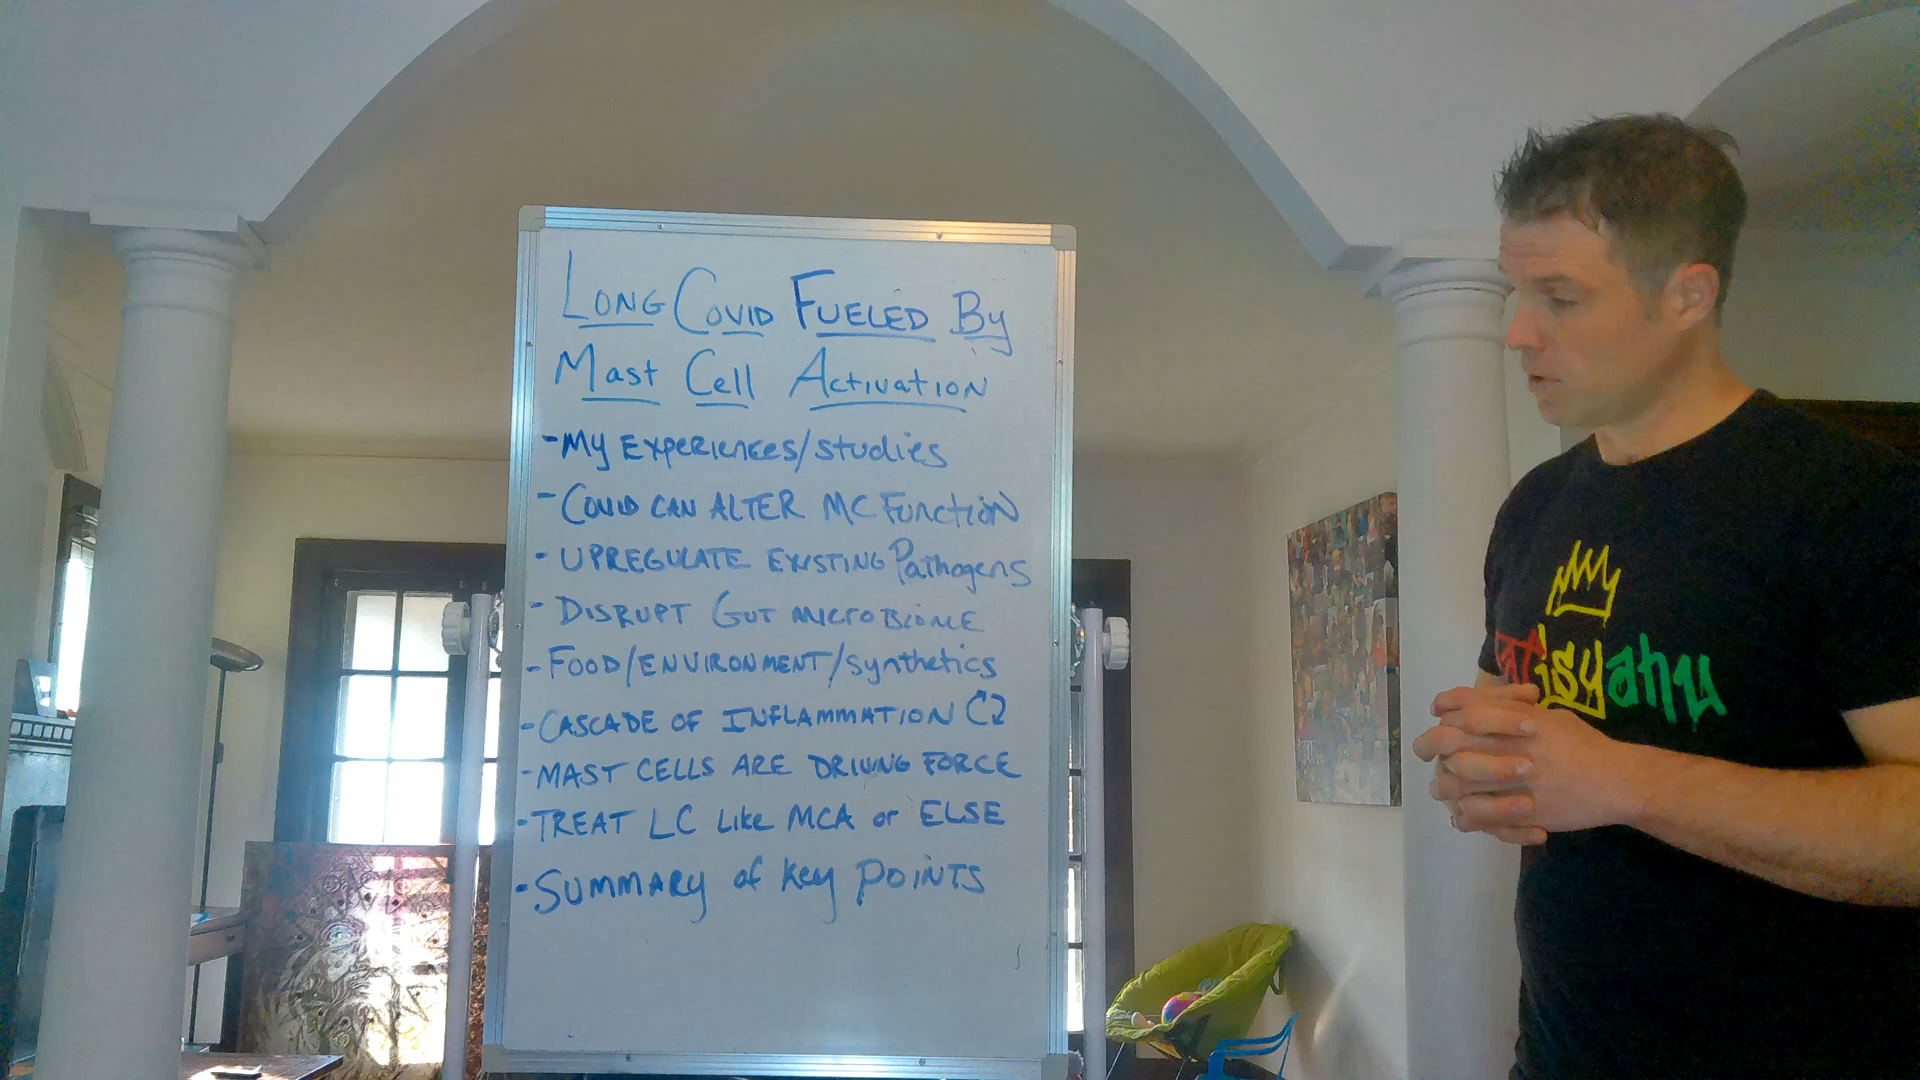 Long Covid Fueled By
Mast Cell Activation
-My Experiences/studies
-Covid can alter MC Function
-upregulate existing Pathogens
-Disrupt Gut microBiome
-Food/environment/synthetics
-Cascade of Inflammation
-Mast cells are driving force
-Treat LC like MCA or ELSE
-Summary of key points
tisyahu